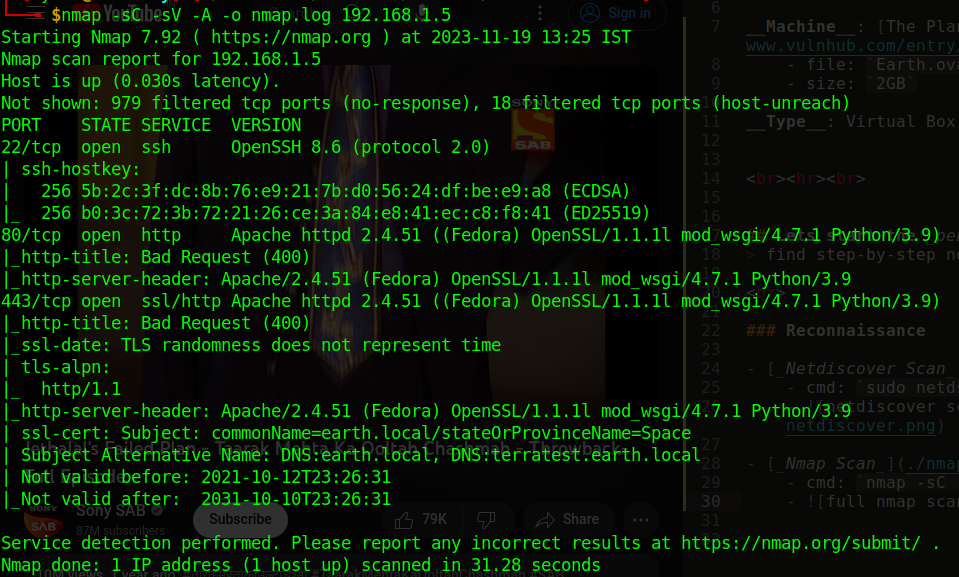 $nmap -sC -sV -A -o nmap.log 192.168.1.5
Starting Nmap 7.92 ( https://nmap.org ) at 2023-11-19 13:25 IST
Nmap scan report for 192.168.1.5
Host is up (0.030s latency).
Not shown: 979 filtered tcp ports (no-response), 18 filtered tcp ports (host-unreach)
PORT    STATE SERVICE  VERSION
22/tcp  open  ssh      OpenSSH 8.6 (protocol 2.0)
| ssh-hostkey:
|   256 5b:2c:3f:dc:8b:76:e9:21:7b:d0:56:24:df:be:e9:a8 (ECDSA)
|_  256 b0:3c:72:3b:72:21:26:ce:3a:84:e8:41:ec:c8:f8:41 (ED25519)
80/tcp  open  http     Apache httpd 2.4.51 ((Fedora) OpenSSL/1.1.1l mod_wsgi/4.7.1 Python/3.9)
|_http-title: Bad Request (400)
|_http-server-header: Apache/2.4.51 (Fedora) OpenSSL/1.1.1l mod_wsgi/4.7.1 Python/3.9
443/tcp open  ssl/http Apache httpd 2.4.51 ((Fedora) OpenSSL/1.1.1l mod_wsgi/4.7.1 Python/3.9)
|_http-title: Bad Request (400)
|_ssl-date: TLS randomness does not represent time
| tls-alpn:
|_  http/1.1
|_http-server-header: Apache/2.4.51 (Fedora) OpenSSL/1.1.1l mod_wsgi/4.7.1 Python/3.9
| ssl-cert: Subject: commonName=earth.local/stateOrProvinceName=Space
| Subject Alternative Name: DNS:earth.local, DNS:terratest.earth.local
| Not valid before: 2021-10-12T23:26:31
|_Not valid after:  2031-10-10T23:26:31
Service detection performed. Please report any incorrect results at https://nmap.org/submit/ .
Nmap done: 1 IP address (1 host up) scanned in 31.28 seconds
Sign in
SAB
Sony SAB
87M subscribers
Subscribe
79K
Share
6
7 __Machine__: [The Plan
www.vulnhub.com/entry/
8 - file: `Earth.ova
9 - size: `2GB`
11 __Type__: Virtual Box
12
13
14 <br><hr><br>
15
16
18 > find step-by-step
22 ### Reconnaissance
23
24 - [_Netdiscover Scan_
25 - cmd: `sudo netdis
netdiscover.png)
27
28 - [_Nmap Scan_](./nmap
29 - cmd: `nmap -sC
30 - ![full nmap scan
31